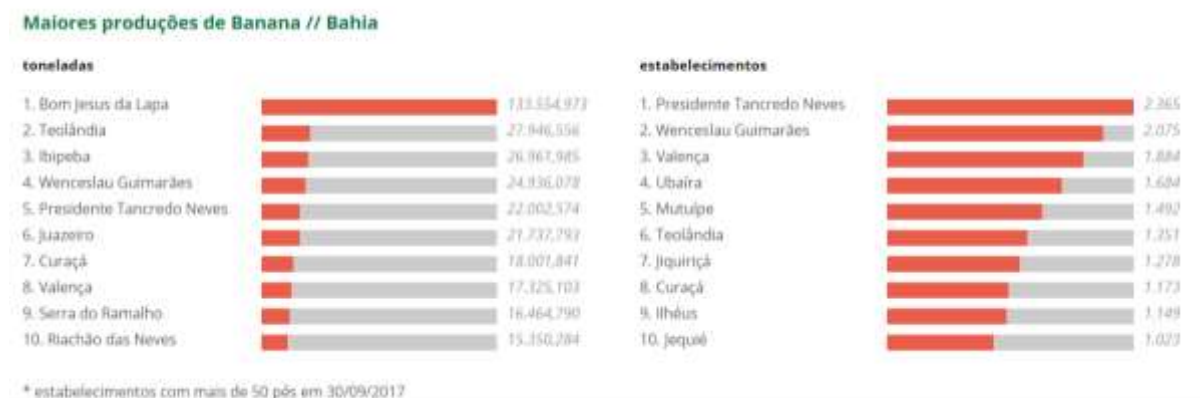 Maiores produções de Banana // Bahia
toneladas
1. Bom Jesus da Lapa 133.554,973
2. Teolândia 27.946,556
3. Ibipeba 26.961,985
4. Wenceslau Guimarães 24.936,078
5. Presidente Tancredo Neves 22.002,574
6. Juazeiro 21.737,793
7. Curaçá 18.001,841
8. Valença 17.325,103
9. Serra do Ramalho 16.464,790
10. Riachão das Neves 15.350,284
estabelecimentos
1. Presidente Tancredo Neves 2.365
2. Wenceslau Guimarães 2.075
3. Valença 1.884
4. Ubaíra 1.684
5. Mutuípe 1.492
6. Teolândia 1.351
7. Jiquiriçá 1.278
8. Curaçá 1.173
9. Ilhéus 1.149
10. Jequié 1.023
* estabelecimentos com mais de 50 pés em 30/09/2017